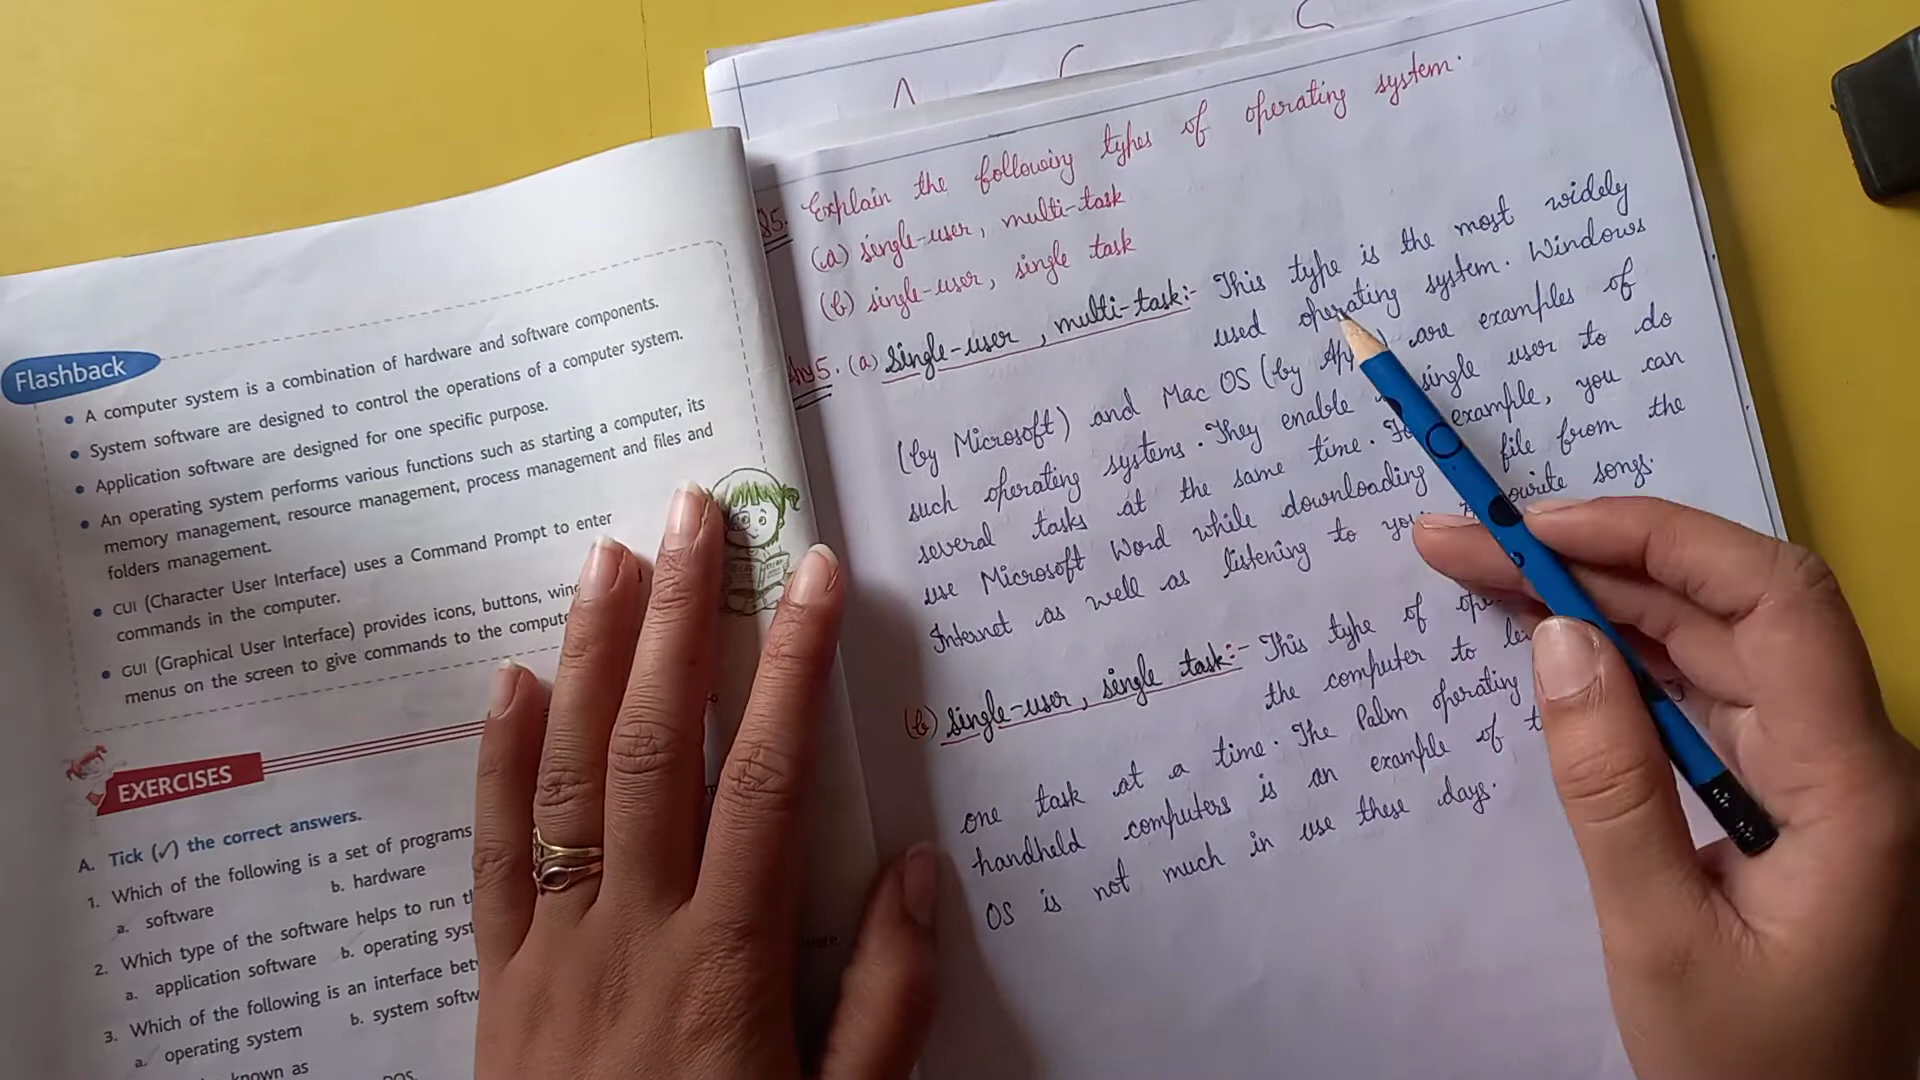 Flashback
A computer system is a combination of hardware and software components.
System software are designed to control the operations of a computer system.
Application software are designed for one specific purpose.
An operating system performs various functions such as starting a computer, its
memory management, resource management, process management and files and
folders management.
CUI (Character User Interface) uses a Command Prompt to enter
commands in the computer.
GUI (Graphical User Interface) provides icons, buttons,
menus on the screen to give commands to the
EXERCISES
A. Tick (✓) the correct answers.
1. Which of the following is a set of programs
a. software b. hardware
2. Which type of the software helps to run
a. application software b. operating
3. Which of the following is an interface
a. operating system b. system
known as
DOS.
Explain the following types of operating system.
(a) single-user, multi-task
(b) single-user, single task
Ans 5. (a) single-user, multi-task:- This type is the most widely
used operating system. Windows
(by Microsoft) and Mac OS (by are examples of
such operating systems. They enable single user to do
several tasks at the same time. example, you can
use Microsoft Word while downloading file from the
Internet as well as listening to songs.
(b) single-user, single task:- This type of
the computer to
one task at a time. The Palm operating
handheld computers is an example of
OS is not much in use these days.